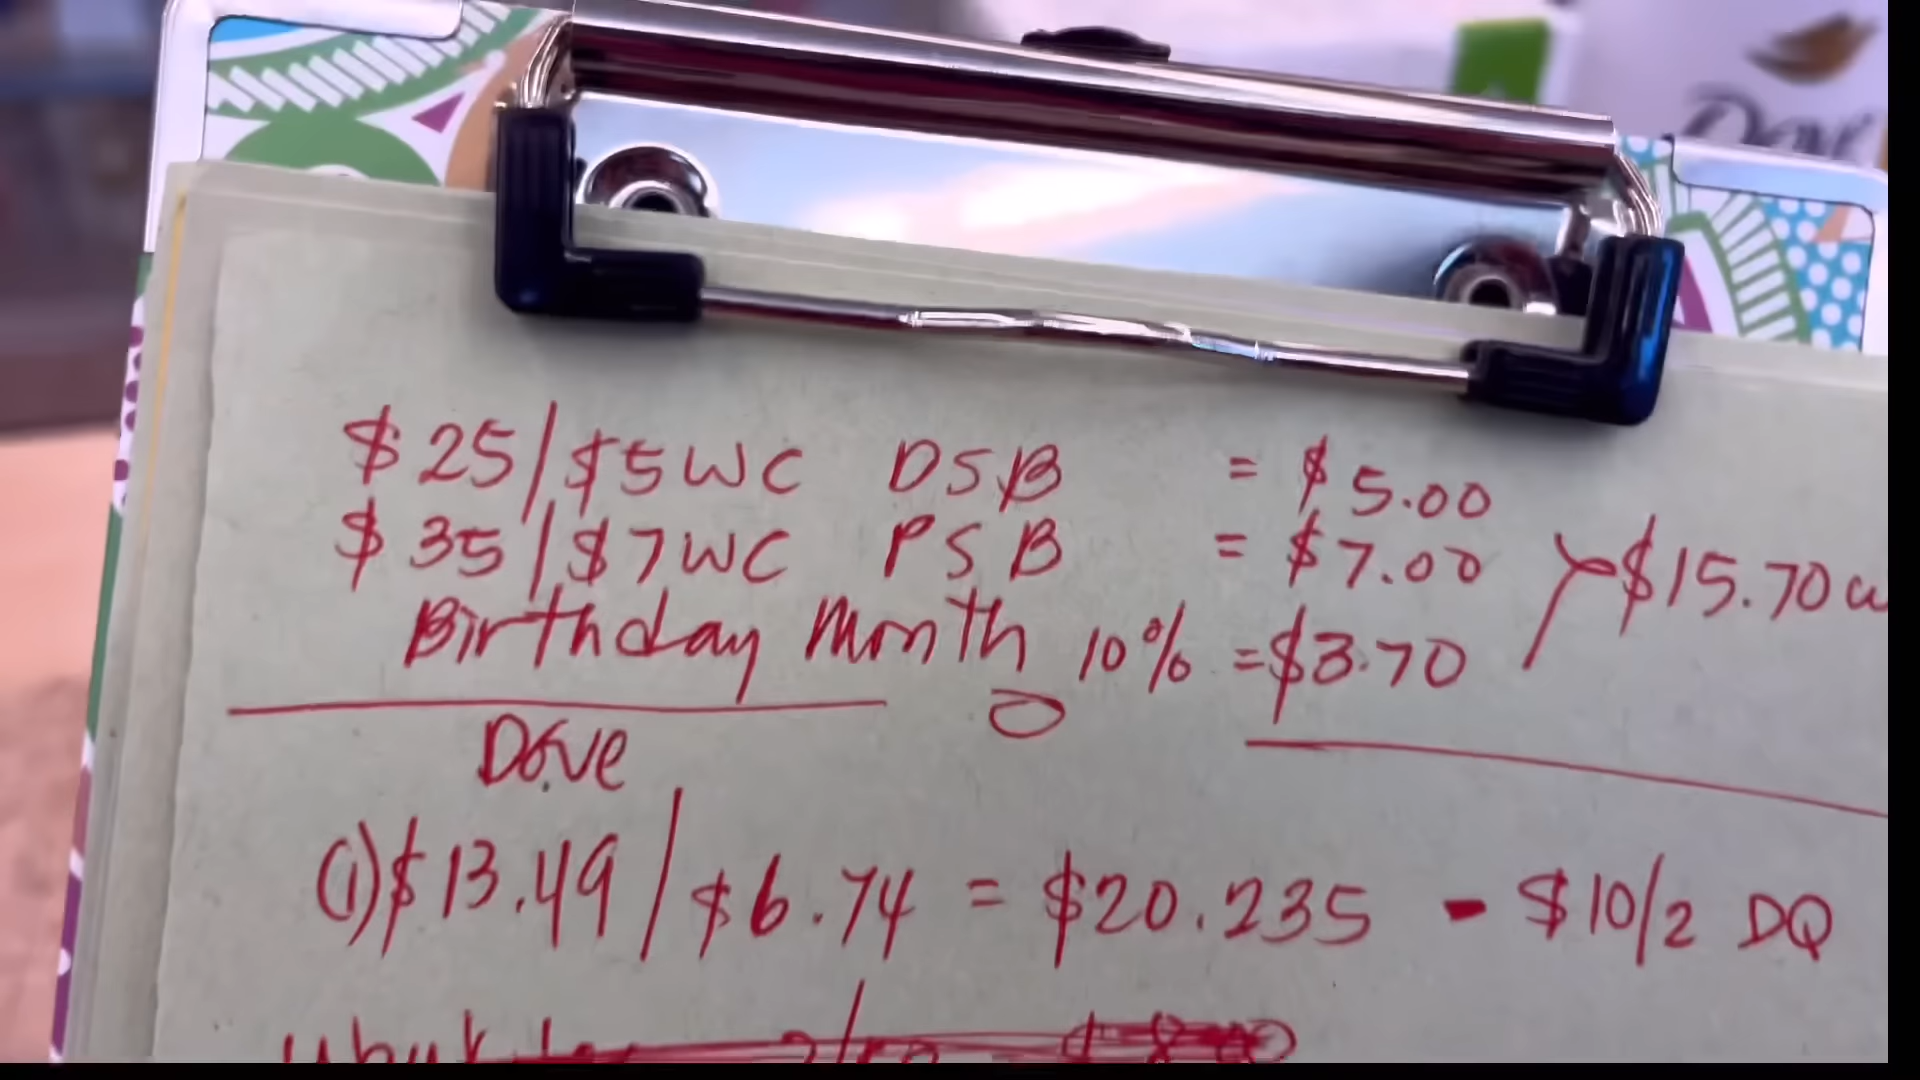 Dove
$25/$5WC DSB = $5.00
$35/$7WC PSB = $7.00 $15.70
Birthday Month 10% = $3.70
Dove
(1)$13.49/$6.74 = $20.235 - $10/2 DQ